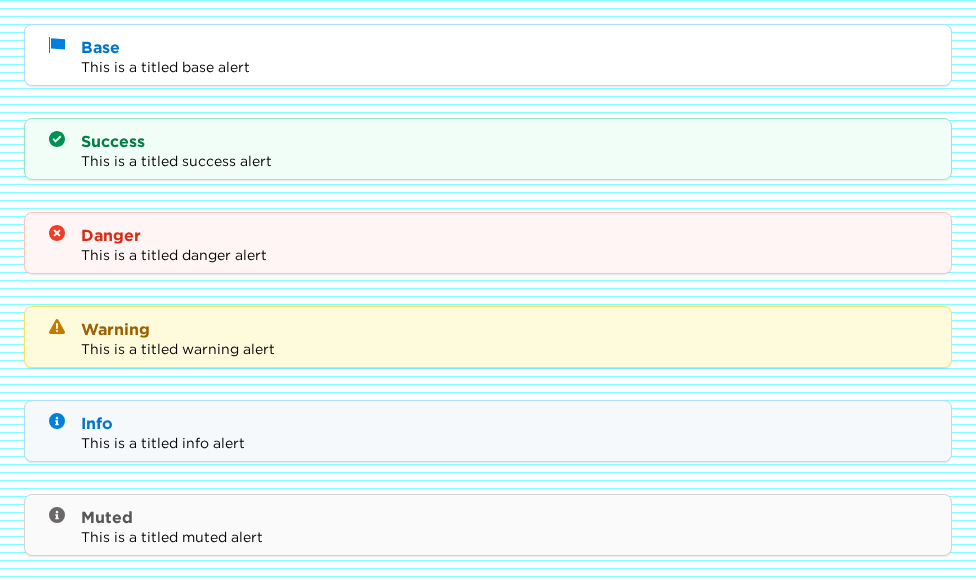 Base
This is a titled base alert
Success
This is a titled success alert
Danger
This is a titled danger alert
Warning
This is a titled warning alert
Info
This is a titled info alert
Muted
This is a titled muted alert